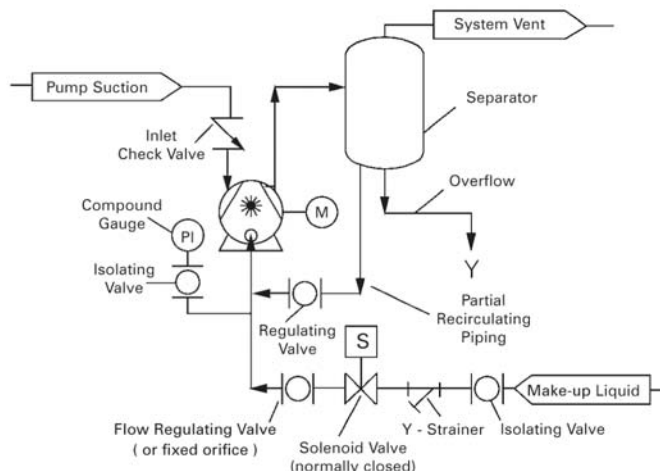 System Vent
Pump Suction
Separator
Inlet
Check Valve
Compound
Gauge
PI
M
Overflow
Isolating
Valve
Y
Regulating
Valve
Partial
Recirculating
Piping
S
Make-up Liquid
Flow Regulating Valve
( or fixed orifice )
Solenoid Valve
(normally closed)
Y - Strainer
Isolating Valve